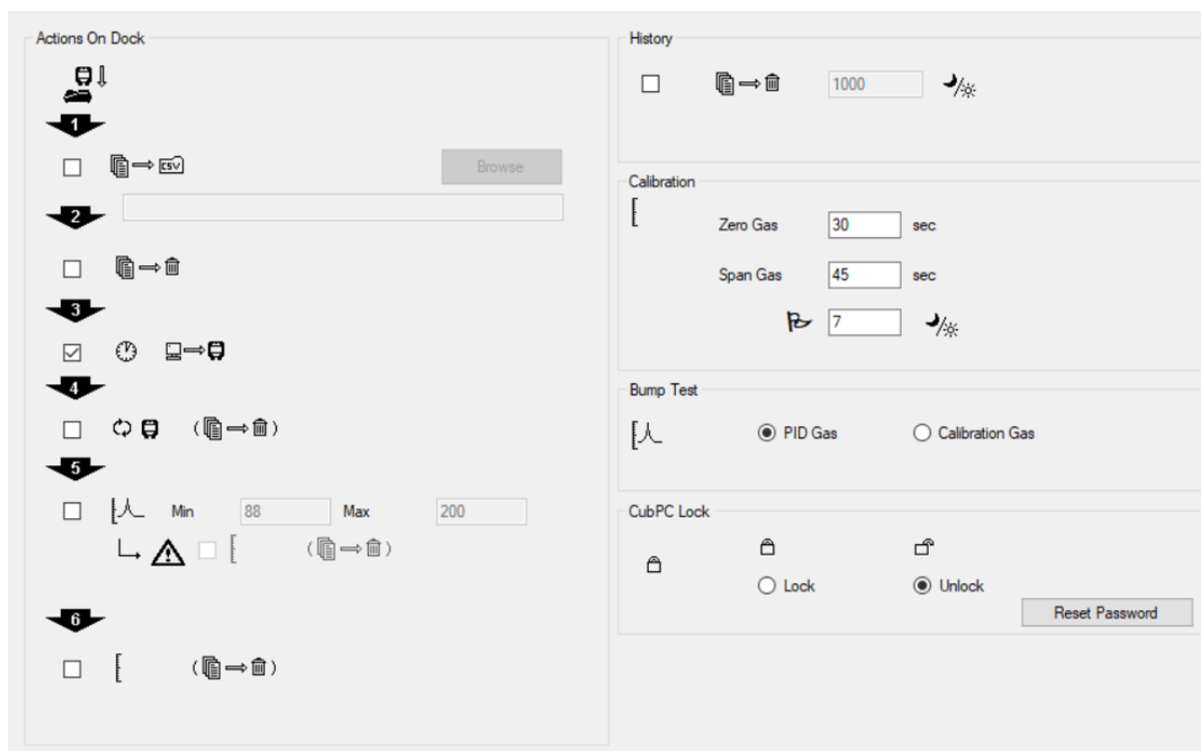 Actions On Dock
1
CSV
Browse
2
3
4
5
Min 88 Max 200
6
History
1000
Calibration
Zero Gas 30 sec
Span Gas 45 sec
7
Bump Test
PID Gas Calibration Gas
CubPC Lock
Lock Unlock
Reset Password